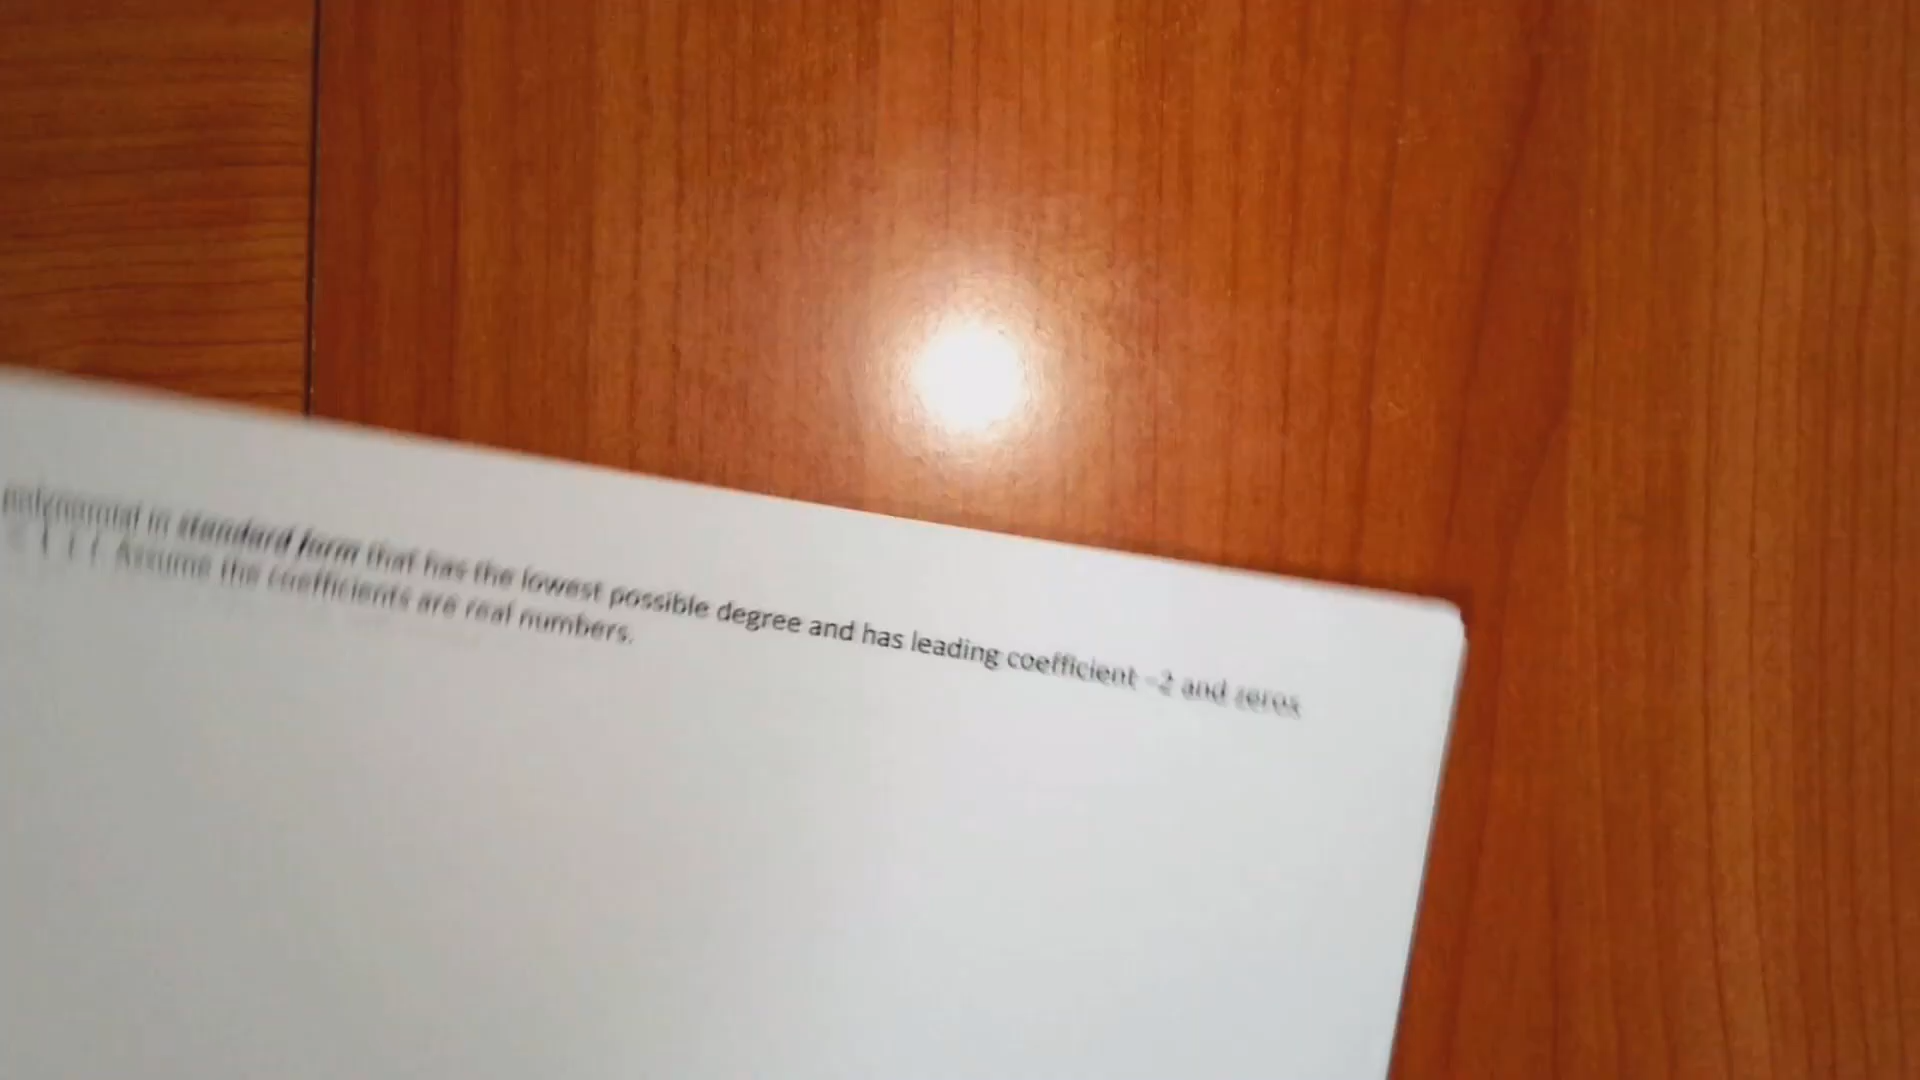 polynomial in standard form that has the lowest possible degree and has leading coefficient -2 and zeros
Assume the coefficients are real numbers.